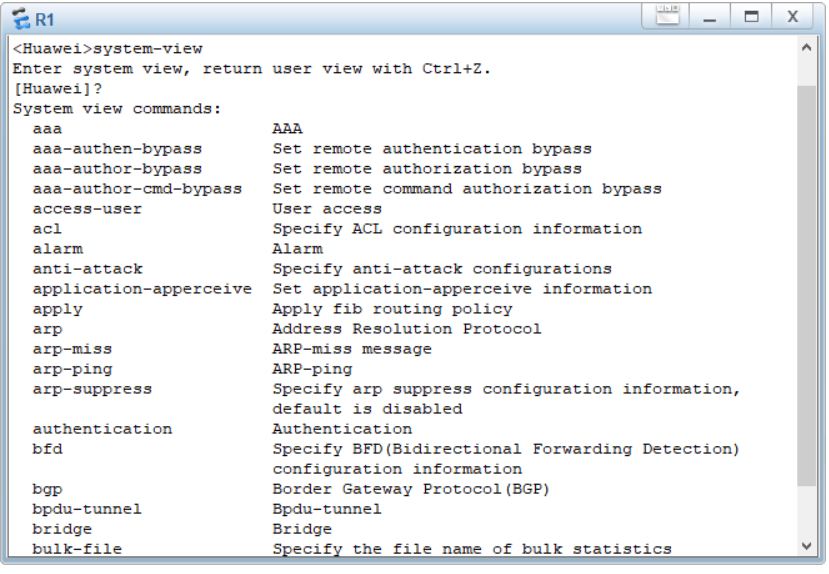 R1
<Huawei>system-view
Enter system view, return user view with Ctrl+Z.
[Huawei]?
System view commands:
  aaa                     AAA
  aaa-authen-bypass       Set remote authentication bypass
  aaa-author-bypass       Set remote authorization bypass
  aaa-author-cmd-bypass   Set remote command authorization bypass
  access-user             User access
  acl                     Specify ACL configuration information
  alarm                   Alarm
  anti-attack             Specify anti-attack configurations
  application-apperceive  Set application-apperceive information
  apply                   Apply fib routing policy
  arp                     Address Resolution Protocol
  arp-miss                ARP-miss message
  arp-ping                ARP-ping
  arp-suppress            Specify arp suppress configuration information,
                          default is disabled
  authentication          Authentication
  bfd                     Specify BFD(Bidirectional Forwarding Detection)
                          configuration information
  bgp                     Border Gateway Protocol(BGP)
  bpdu-tunnel             Bpdu-tunnel
  bridge                  Bridge
  bulk-file               Specify the file name of bulk statistics